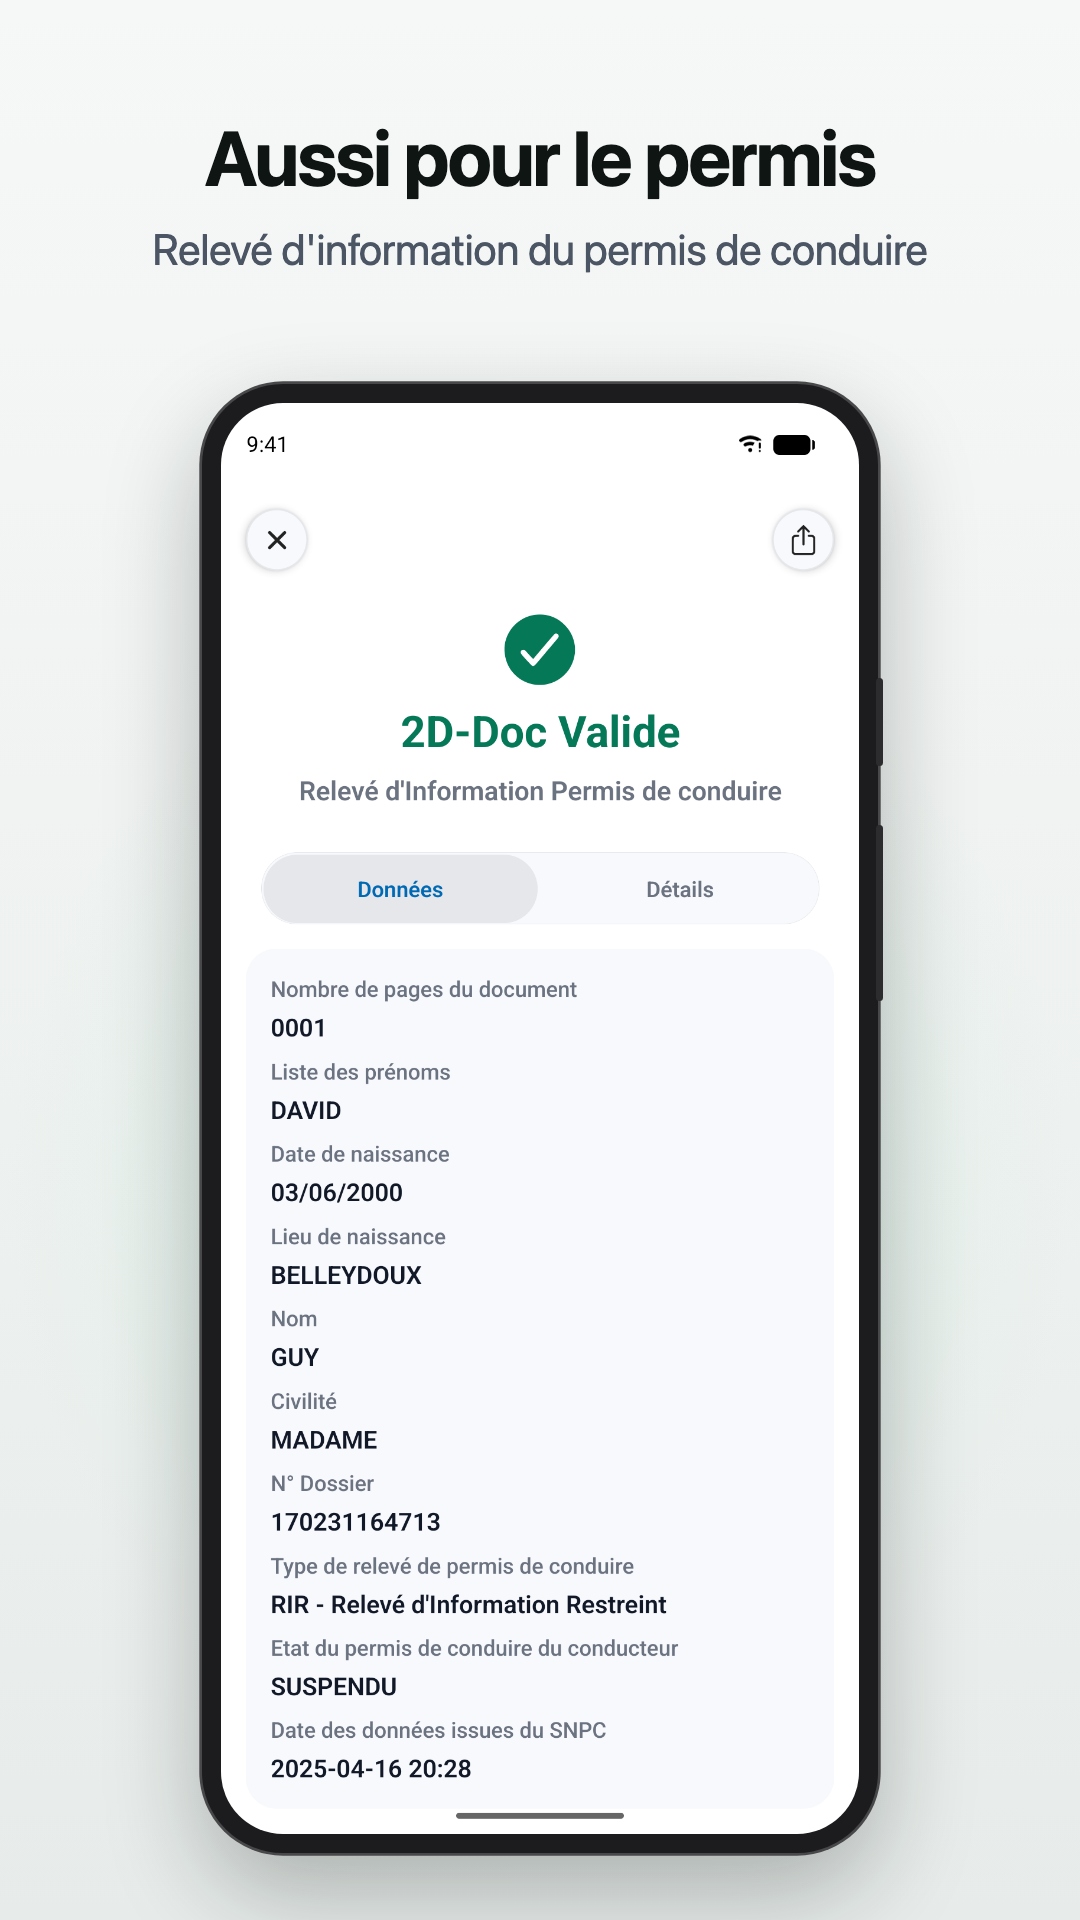 Aussi pour le permis
Relevé d'information du permis de conduire
9:41
2D-Doc Valide
Relevé d'Information Permis de conduire
Données
Détails
Nombre de pages du document
0001
Liste des prénoms
DAVID
Date de naissance
03/06/2000
Lieu de naissance
BELLEYDOUX
Nom
GUY
Civilité
MADAME
N° Dossier
170231164713
Type de relevé de permis de conduire
RIR - Relevé d'Information Restreint
Etat du permis de conduire du conducteur
SUSPENDU
Date des données issues du SNPC
2025-04-16 20:28